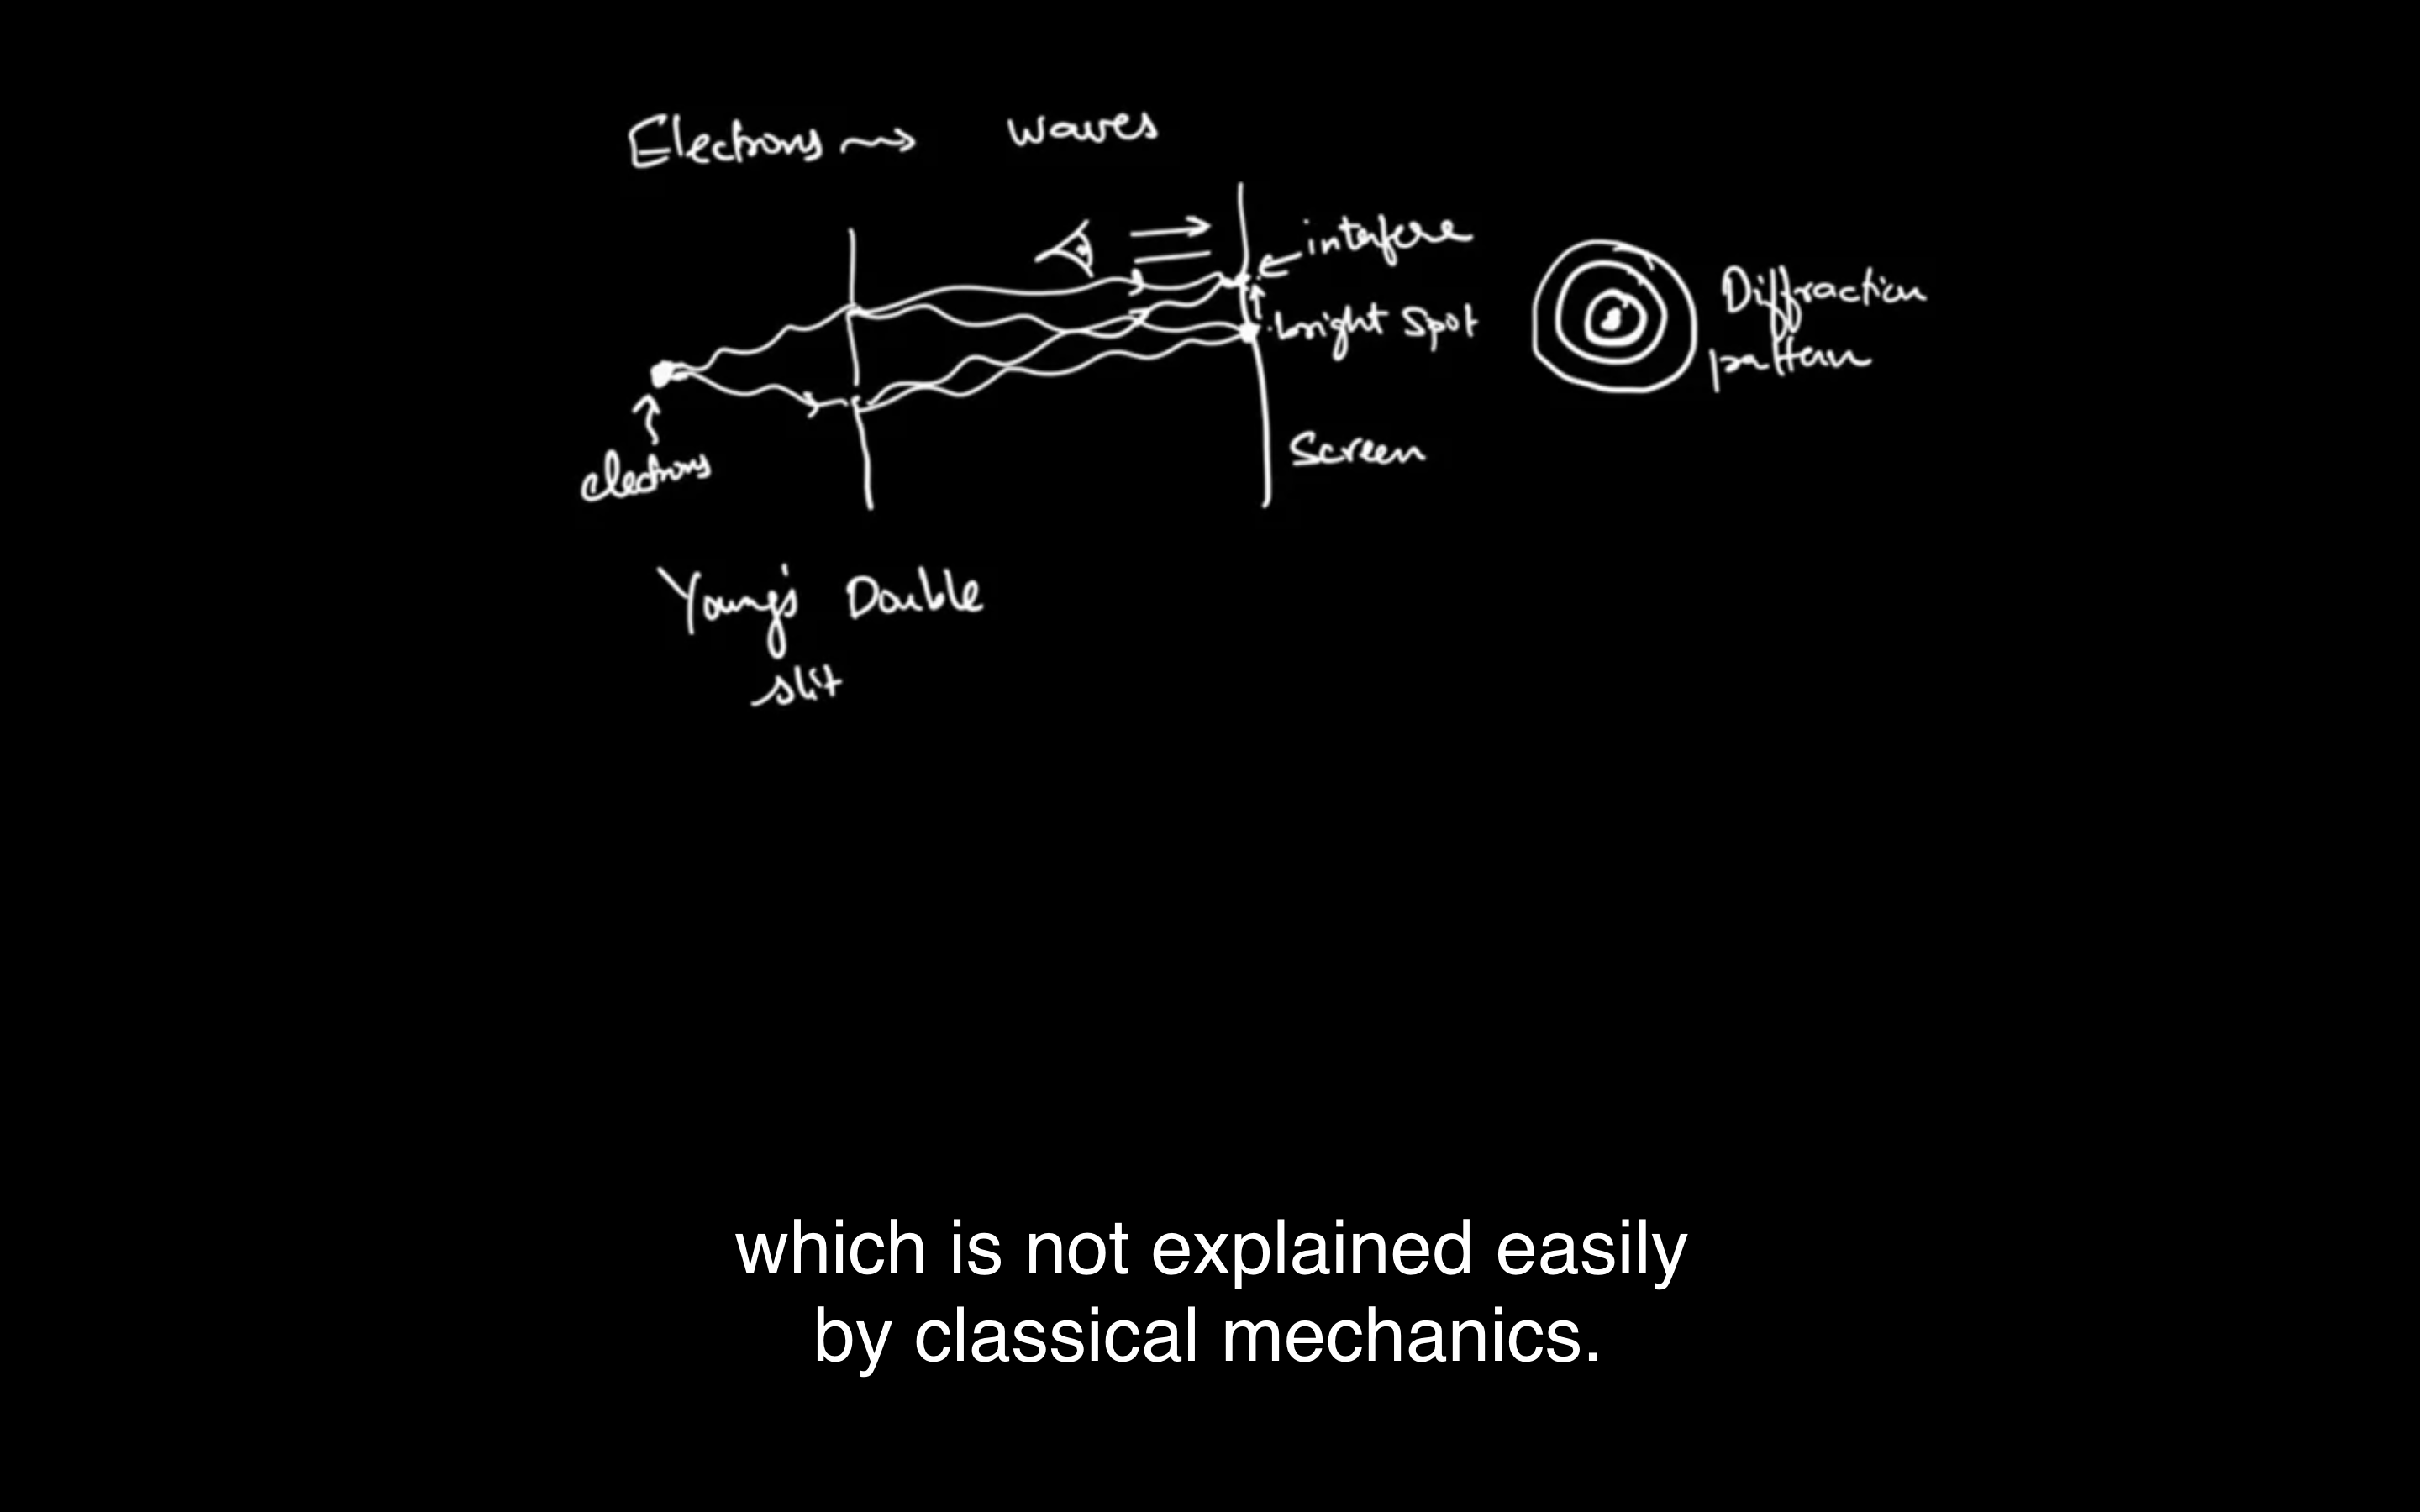 Electrons → waves
interfere
bright spot
Diffraction
pattern
electrons
Screen
Young's Double
slit
which is not explained easily
by classical mechanics.